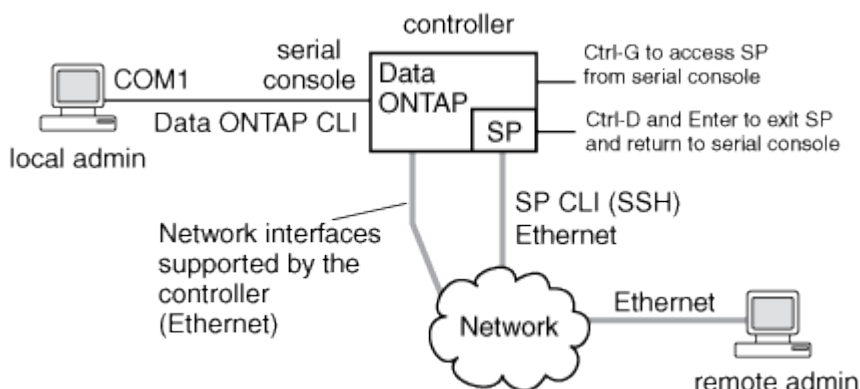 controller
serial
console
COM1
Data ONTAP CLI
local admin
Data
ONTAP
SP
Ctrl-G to access SP
from serial console
Ctrl-D and Enter to exit SP
and return to serial console
Network interfaces
supported by the
controller
(Ethernet)
SP CLI (SSH)
Ethernet
Network
Ethernet
remote admin